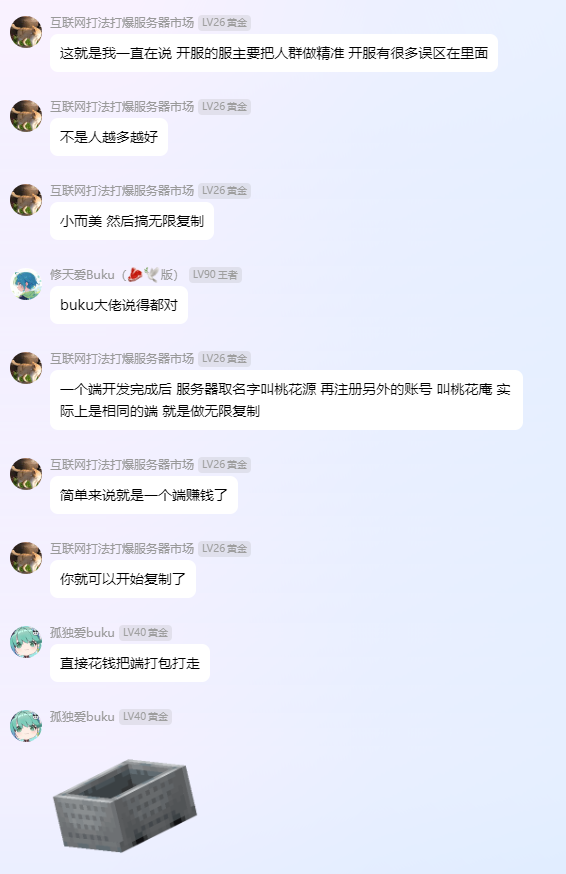 互联网打法打爆服务器市场 LV26 黄金
这就是我一直在说 开服的服主要把人群做精准 开服有很多误区在里面
互联网打法打爆服务器市场 LV26 黄金
不是人越多越好
互联网打法打爆服务器市场 LV26 黄金
小而美 然后搞无限复制
修天爱Buku（🥩🕊️版） LV90 王者
buku大佬说得都对
互联网打法打爆服务器市场 LV26 黄金
一个端开发完成后 服务器取名字叫桃花源 再注册另外的账号 叫桃花庵 实
际上是相同的端 就是做无限复制
互联网打法打爆服务器市场 LV26 黄金
简单来说就是一个端赚钱了
互联网打法打爆服务器市场 LV26 黄金
你就可以开始复制了
孤独爱buku LV40 黄金
直接花钱把端打包打走
孤独爱buku LV40 黄金